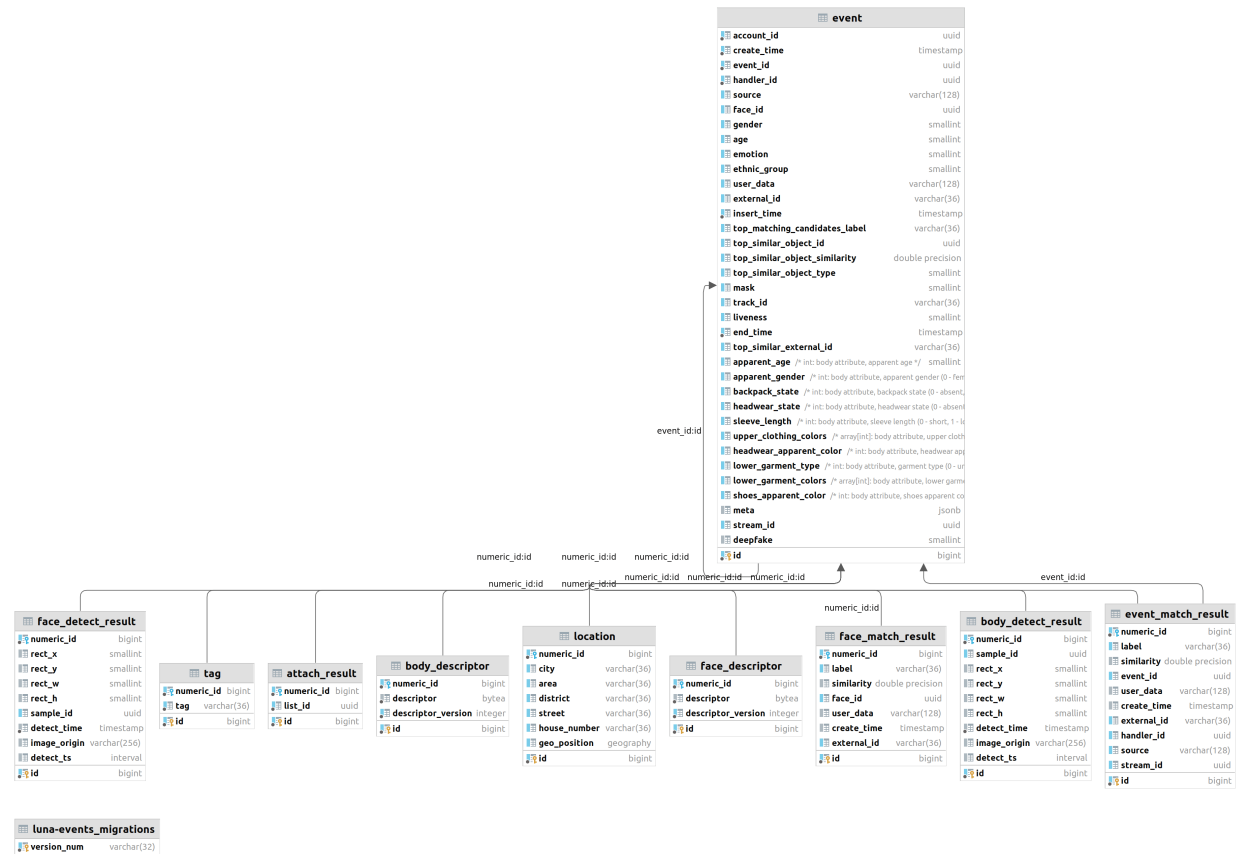 event
account_id uuid
create_time timestamp
event_id uuid
handler_id uuid
source varchar(128)
face_id uuid
gender smallint
age smallint
emotion smallint
ethnic_group smallint
user_data varchar(128)
external_id varchar(36)
insert_time timestamp
top_matching_candidates_label varchar(36)
top_similar_object_id uuid
top_similar_object_similarity double precision
top_similar_object_type smallint
mask smallint
track_id varchar(36)
liveness smallint
end_time timestamp
top_similar_external_id varchar(36)
apparent_age /* int: body attribute, apparent age */ smallint
apparent_gender /* int: body attribute, apparent gender (0 - fem
backpack_state /* int: body attribute, backpack state (0 - absent,
headwear_state /* int: body attribute, headwear state (0 - absent
sleeve_length /* int: body attribute, sleeve length (0 - short, 1 - lo
upper_clothing_colors /* array[int]: body attribute, upper cloth
headwear_apparent_color /* int: body attribute, headwear app
lower_garment_type /* int: body attribute, garment type (0 - un
lower_garment_colors /* array[int]: body attribute, lower garme
shoes_apparent_color /* int: body attribute, shoes apparent co
meta jsonb
stream_id uuid
deepfake smallint
id bigint
event_id:id
numeric_id:id numeric_id:id numeric_id:id
numeric_id:id numeric_id:id numeric_id:id
numeric_id:id numeric_id:id
event_id:id
numeric_id:id
face_detect_result
numeric_id bigint
rect_x smallint
rect_y smallint
rect_w smallint
rect_h smallint
sample_id uuid
detect_time timestamp
image_origin varchar(256)
detect_ts interval
id bigint
tag
numeric_id bigint
tag varchar(36)
id bigint
attach_result
numeric_id bigint
list_id uuid
id bigint
body_descriptor
numeric_id bigint
descriptor bytea
descriptor_version integer
id bigint
location
numeric_id bigint
city varchar(36)
area varchar(36)
district varchar(36)
street varchar(36)
house_number varchar(36)
geo_position geography
id bigint
face_descriptor
numeric_id bigint
descriptor bytea
descriptor_version integer
id bigint
face_match_result
numeric_id bigint
label varchar(36)
similarity double precision
face_id uuid
user_data varchar(128)
create_time timestamp
external_id varchar(36)
id bigint
body_detect_result
numeric_id bigint
sample_id uuid
rect_x smallint
rect_y smallint
rect_w smallint
rect_h smallint
detect_time timestamp
image_origin varchar(256)
detect_ts interval
id bigint
event_match_result
numeric_id bigint
label varchar(36)
similarity double precision
event_id uuid
user_data varchar(128)
create_time timestamp
external_id varchar(36)
handler_id uuid
source varchar(128)
stream_id uuid
id bigint
luna-events_migrations
version_num varchar(32)